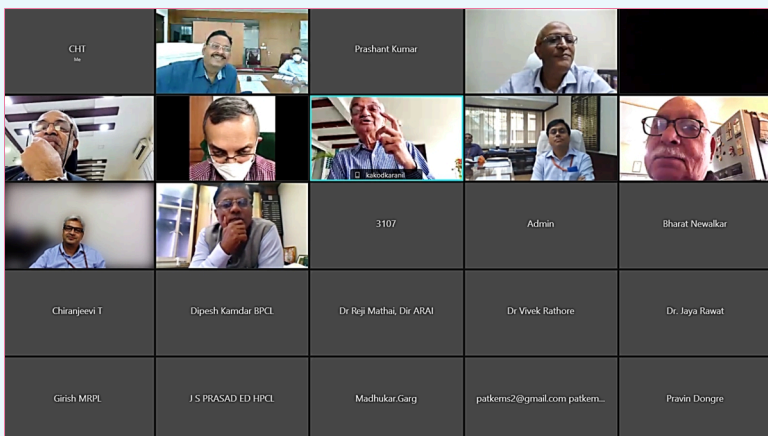 CHT
Me
Prashant Kumar
kakodkaranil
3107
Admin
Bharat Newalkar
Chiranjeevi T
Dipesh Kamdar BPCL
Dr Reji Mathai, Dir ARAI
Dr Vivek Rathore
Dr. Jaya Rawat
Girish MRPL
J S PRASAD ED HPCL
Madhukar.Garg
patkems2@gmail.com patkem...
Pravin Dongre